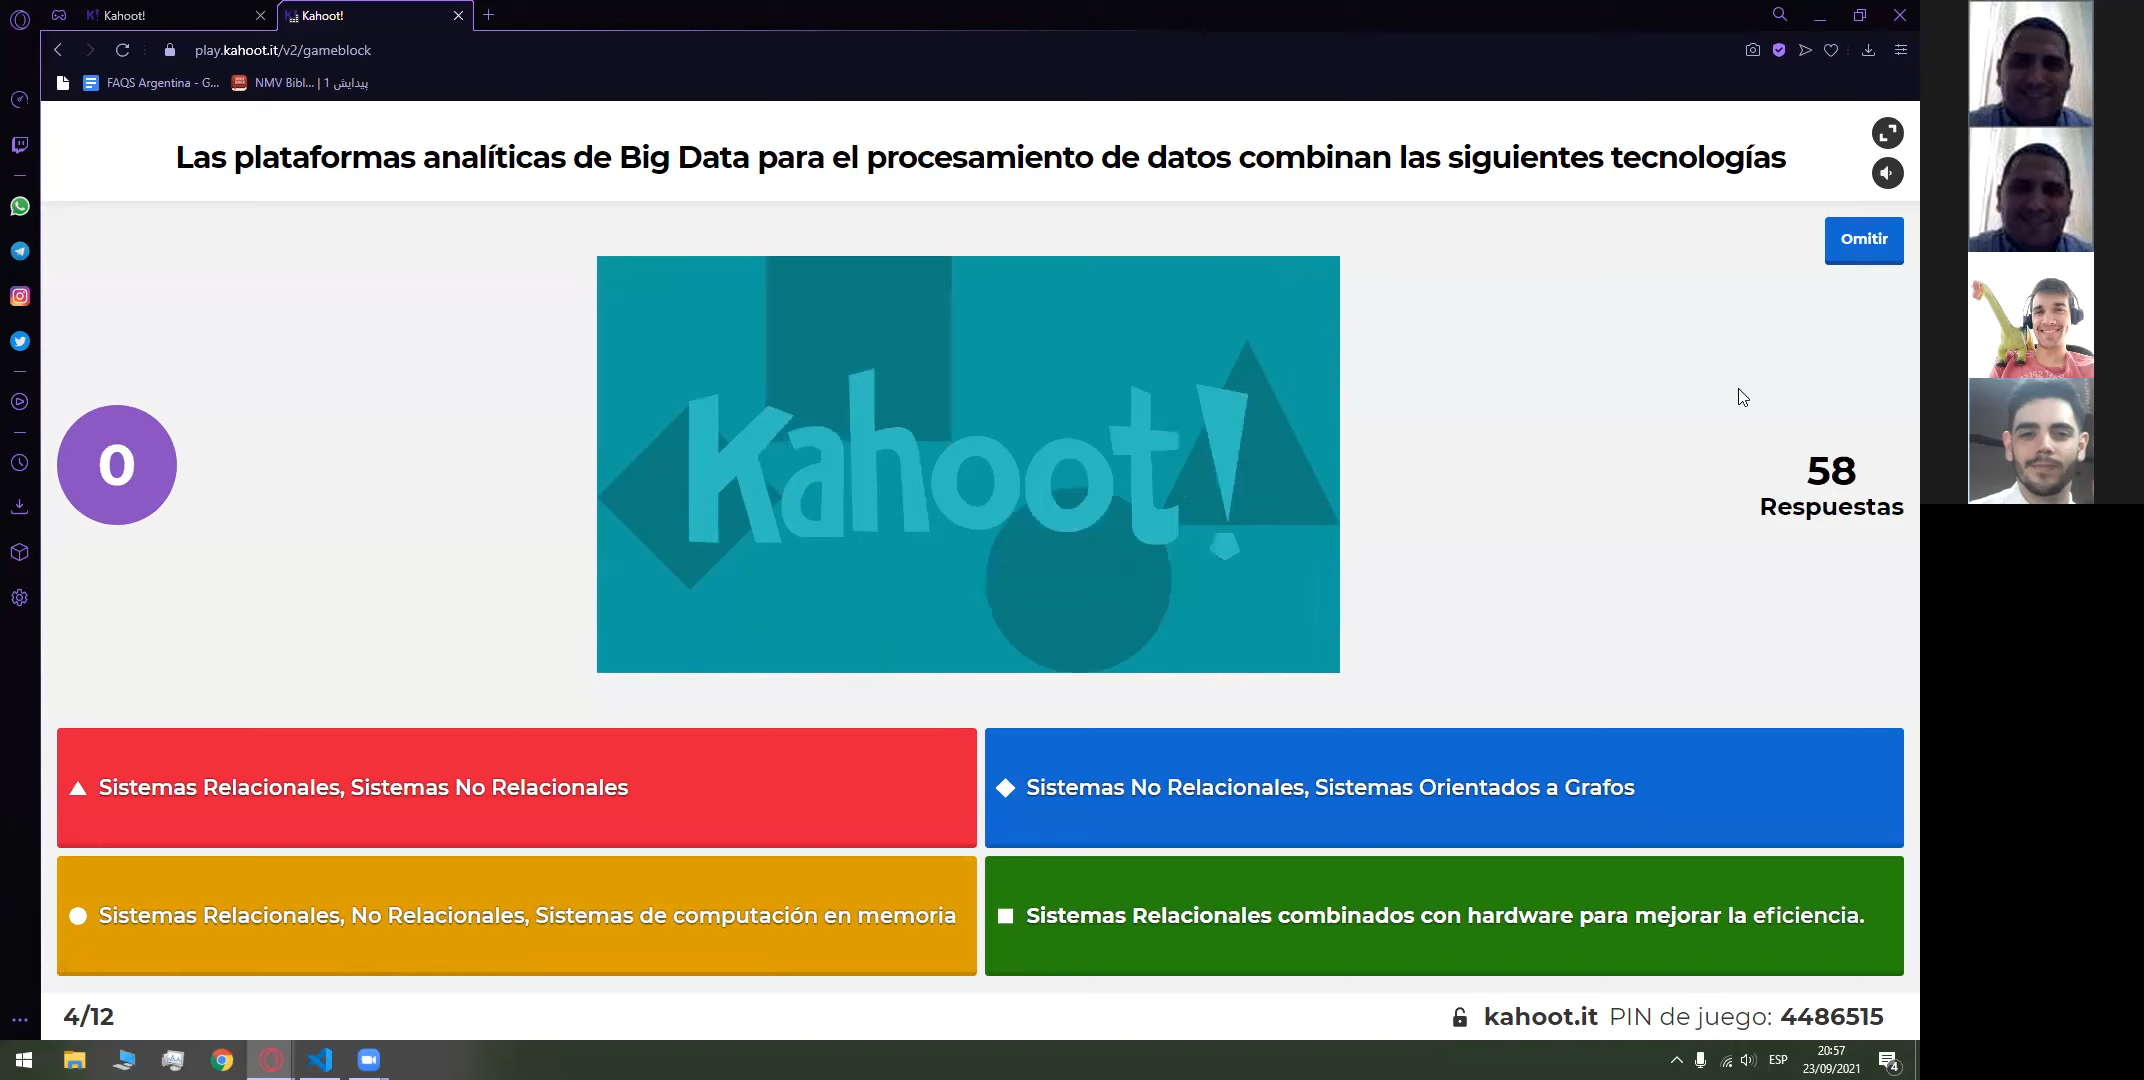 Kahoot!
Kahoot!
play.kahoot.it/v2/gameblock
FAQS Argentina - G...
NMV Bibl... | 1 پیدایش
Las plataformas analíticas de Big Data para el procesamiento de datos combinan las siguientes tecnologías
Omitir
Kahoot!
0
58
Respuestas
Sistemas Relacionales, Sistemas No Relacionales
Sistemas No Relacionales, Sistemas Orientados a Grafos
Sistemas Relacionales, No Relacionales, Sistemas de computación en memoria
Sistemas Relacionales combinados con hardware para mejorar la eficiencia.
4/12
kahoot.it PIN de juego: 4486515
ESP
20:57
23/09/2021
4